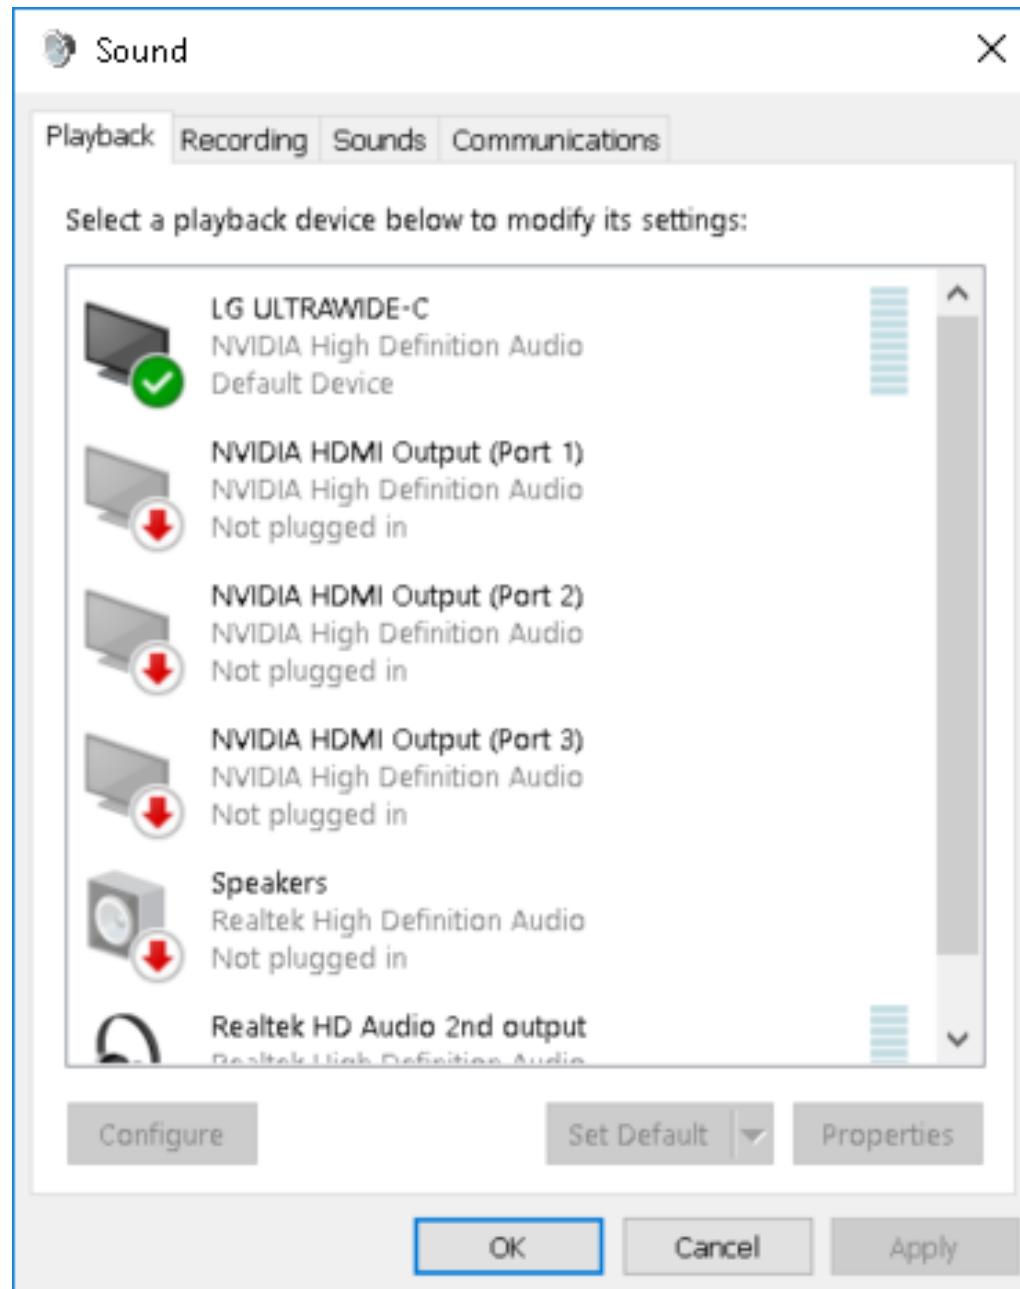 Sound
Playback Recording Sounds Communications
Select a playback device below to modify its settings:
LG ULTRAWIDE-C
NVIDIA High Definition Audio
Default Device
NVIDIA HDMI Output (Port 1)
NVIDIA High Definition Audio
Not plugged in
NVIDIA HDMI Output (Port 2)
NVIDIA High Definition Audio
Not plugged in
NVIDIA HDMI Output (Port 3)
NVIDIA High Definition Audio
Not plugged in
Speakers
Realtek High Definition Audio
Not plugged in
Realtek HD Audio 2nd output
Realtek High Definition Audio
Configure Set Default Properties
OK Cancel Apply